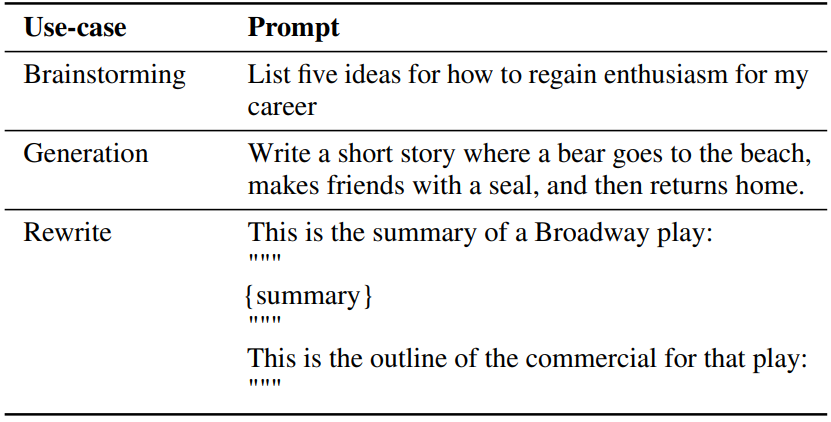 Use-case Prompt
Brainstorming List five ideas for how to regain enthusiasm for my
career
Generation Write a short story where a bear goes to the beach,
makes friends with a seal, and then returns home.
Rewrite This is the summary of a Broadway play:
"""
{summary}
"""
This is the outline of the commercial for that play:
"""